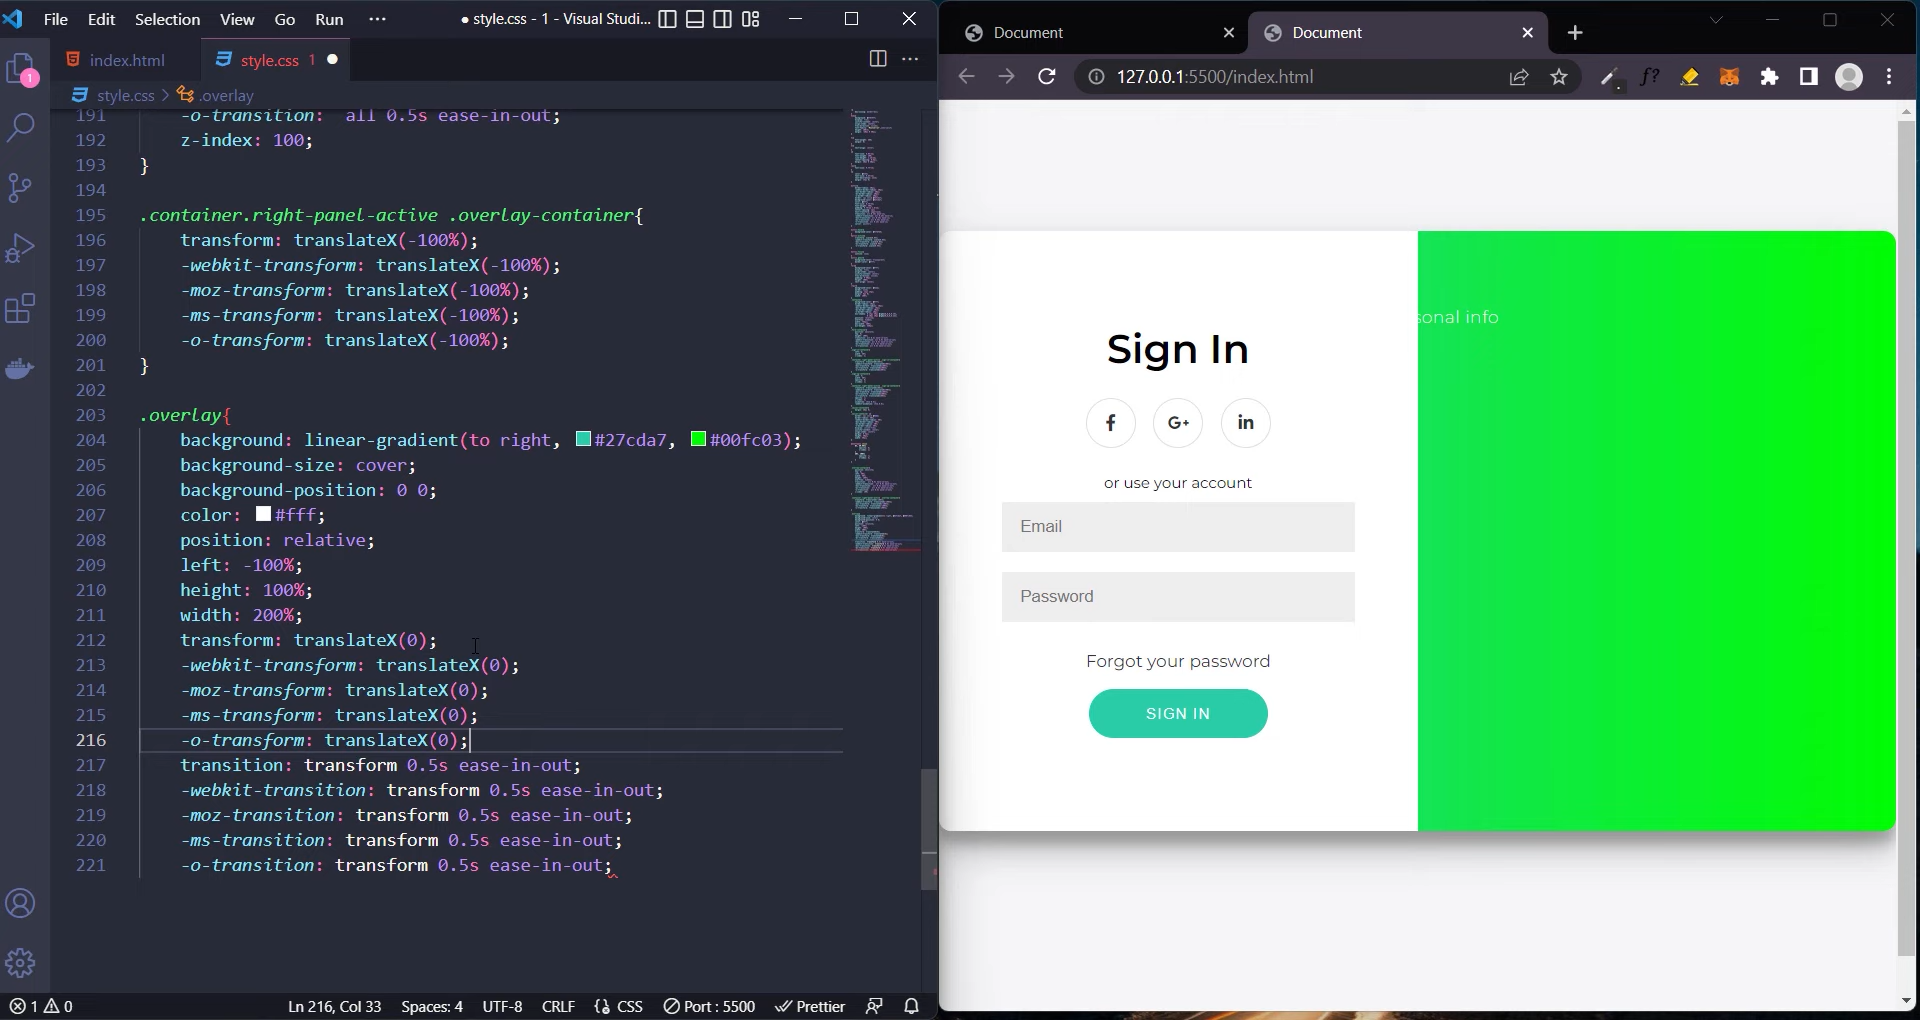 File Edit Selection View Go Run ··· ● style.css - 1 - Visual Studi...
index.html style.css 1 ●
style.css > .overlay
191 -o-transition: all 0.5s ease-in-out;
192 z-index: 100;
193 }
194
195 .container.right-panel-active .overlay-container{
196 transform: translateX(-100%);
197 -webkit-transform: translateX(-100%);
198 -moz-transform: translateX(-100%);
199 -ms-transform: translateX(-100%);
200 -o-transform: translateX(-100%);
201 }
202
203 .overlay{
204 background: linear-gradient(to right, #27cda7, #00fc03);
205 background-size: cover;
206 background-position: 0 0;
207 color: #fff;
208 position: relative;
209 left: -100%;
210 height: 100%;
211 width: 200%;
212 transform: translateX(0);
213 -webkit-transform: translateX(0);
214 -moz-transform: translateX(0);
215 -ms-transform: translateX(0);
216 -o-transform: translateX(0);
217 transition: transform 0.5s ease-in-out;
218 -webkit-transition: transform 0.5s ease-in-out;
219 -moz-transition: transform 0.5s ease-in-out;
220 -ms-transition: transform 0.5s ease-in-out;
221 -o-transition: transform 0.5s ease-in-out;
1
1 0 Ln 216, Col 33 Spaces: 4 UTF-8 CRLF {} CSS Port : 5500 Prettier
Document Document
127.0.0.1:5500/index.html f?
sonal info
Sign In
f G+ in
or use your account
Email
Password
Forgot your password
SIGN IN